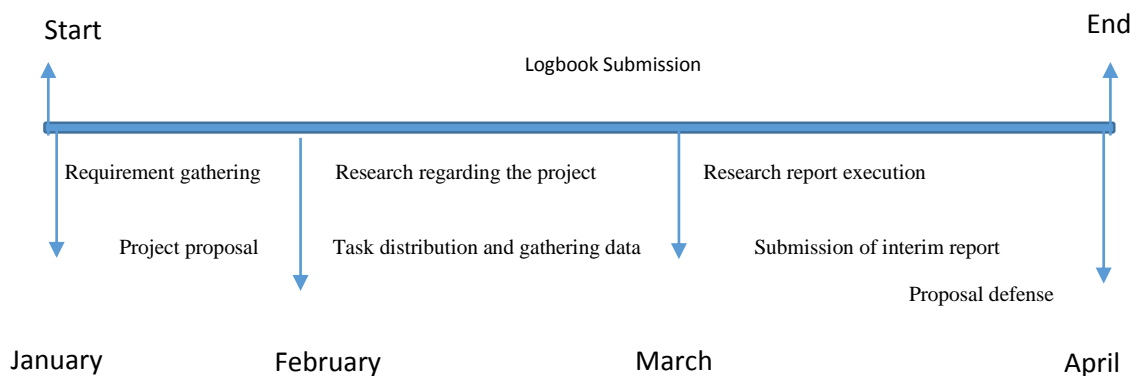 Start
End
Logbook Submission
Requirement gathering
Research regarding the project
Research report execution
Project proposal
Task distribution and gathering data
Submission of interim report
Proposal defense
January
February
March
April